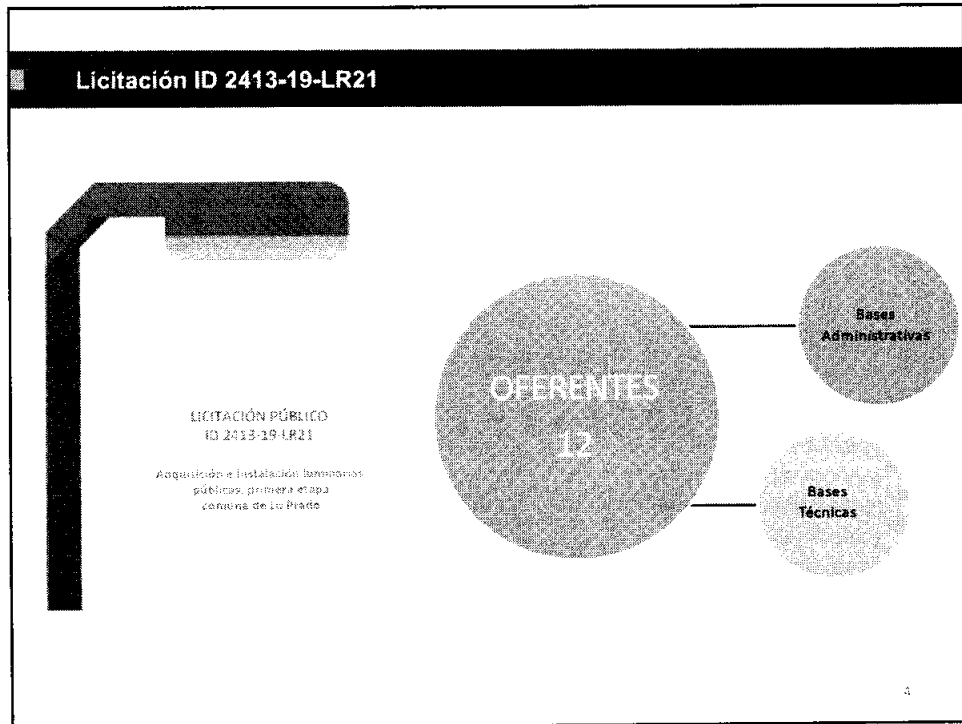 Licitación ID 2413-19-LR21
LICITACIÓN PÚBLICO
ID 2413-19-LR21
Adquisición e instalación luminarias
públicas, primera etapa
comuna de Lo Prado
OFERENTES
12
Bases
Administrativas
Bases
Técnicas
4